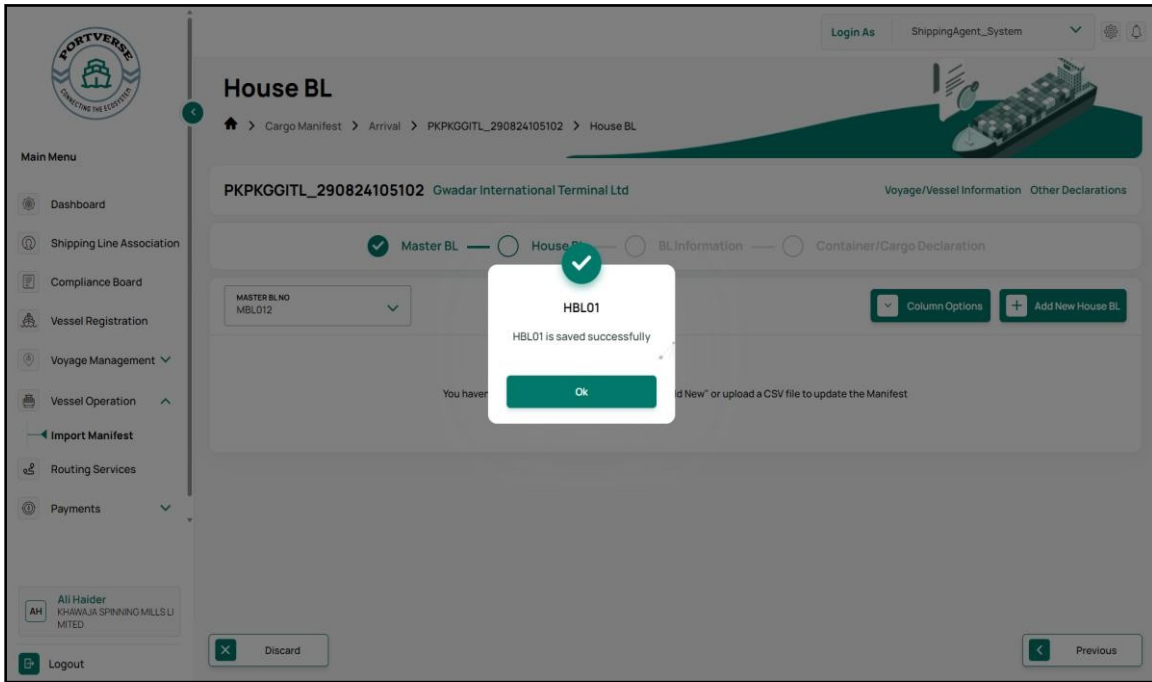 PORTVERSE
CONNECTING THE ECOSYSTEM
Login As ShippingAgent_System
House BL
> Cargo Manifest > Arrival > PKPKGGITL_290824105102 > House BL
Main Menu
Dashboard
Shipping Line Association
Compliance Board
Vessel Registration
Voyage Management
Vessel Operation
Import Manifest
Routing Services
Payments
AH
Ali Haider
KHAWAJA SPINNING MILLS LI
MITED
Logout
PKPKGGITL_290824105102 Gwadar International Terminal Ltd
Voyage/Vessel Information Other Declarations
Master BL House BL Information Container/Cargo Declaration
MASTER BL NO
MBL012
Column Options
Add New House BL
HBL01
HBL01 is saved successfully
Ok
You haven d New" or upload a CSV file to update the Manifest
Discard
Previous